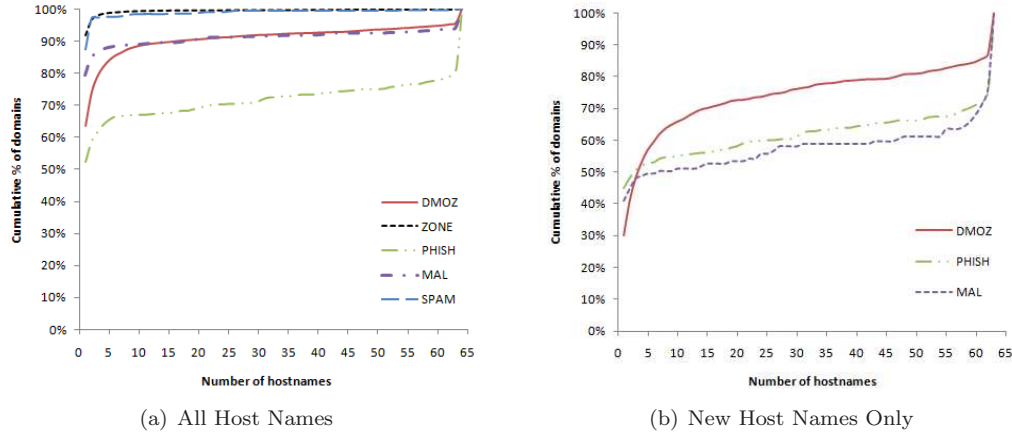 100%
90%
80%
70%
60%
50%
40%
30%
20%
10%
0%
Cumulative % of domains
0 5 10 15 20 25 30 35 40 45 50 55 60 65
Number of hostnames
DMOZ
ZONE
PHISH
MAL
SPAM
(a) All Host Names
100%
90%
80%
70%
60%
50%
40%
30%
20%
10%
0%
Cumulative % of domains
0 5 10 15 20 25 30 35 40 45 50 55 60 65
Number of hostnames
DMOZ
PHISH
MAL
(b) New Host Names Only